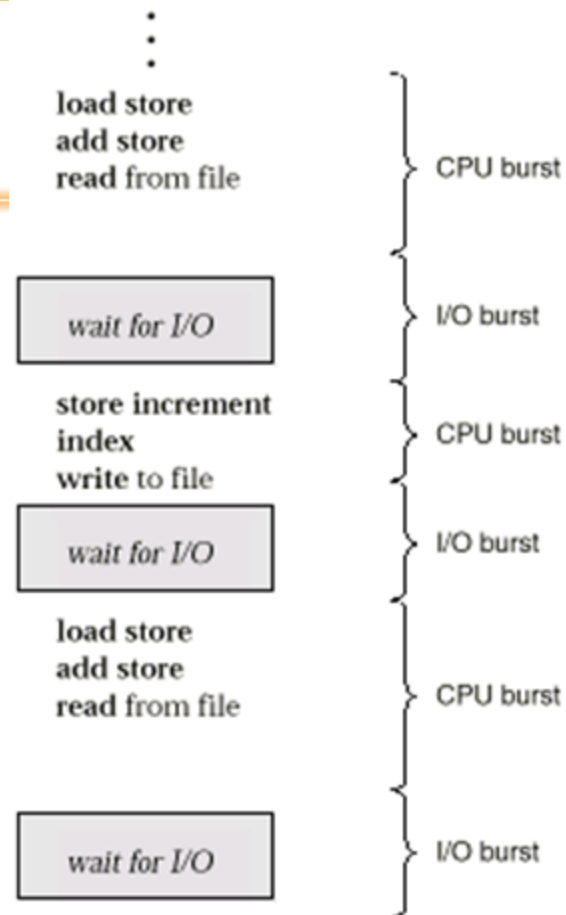 load store
add store
read from file
CPU burst
wait for I/O
I/O burst
store increment
index
write to file
CPU burst
wait for I/O
I/O burst
load store
add store
read from file
CPU burst
wait for I/O
I/O burst